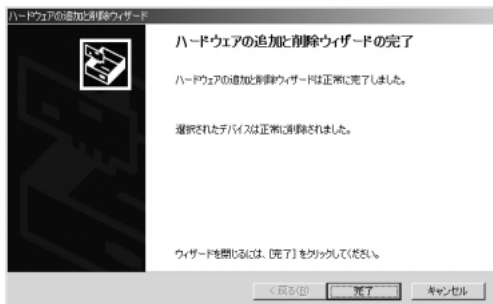 ハードウェアの追加と削除ウィザード
ハードウェアの追加と削除ウィザードの完了
ハードウェアの追加と削除ウィザードは正常に完了しました。
選択されたデバイスは正常に削除されました。
ウィザードを閉じるには、[完了] をクリックしてください。
< 戻る(B)
完了
キャンセル